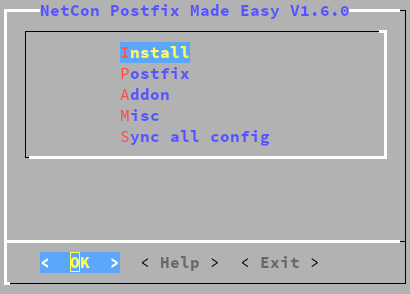 NetCon Postfix Made Easy V1.6.0
Install
Postfix
Addon
Misc
Sync all config
< OK > < Help > < Exit >